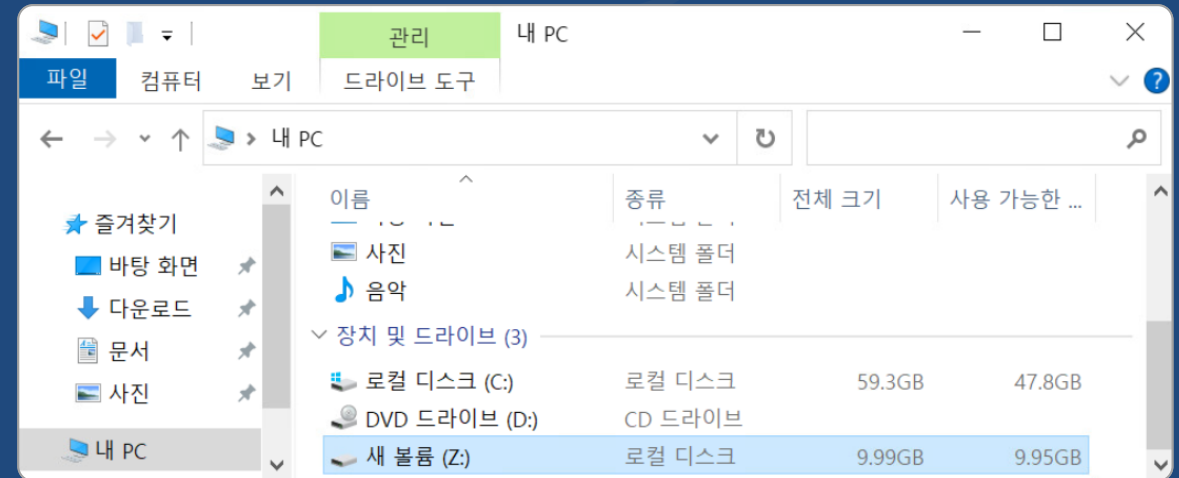 관리 내 PC
파일 컴퓨터 보기 드라이브 도구
내 PC
이름 종류 전체 크기 사용 가능한 ...
즐겨찾기
바탕 화면
다운로드
문서
사진
내 PC
사진 시스템 폴더
음악 시스템 폴더
장치 및 드라이브 (3)
로컬 디스크 (C:) 로컬 디스크 59.3GB 47.8GB
DVD 드라이브 (D:) CD 드라이브
새 볼륨 (Z:) 로컬 디스크 9.99GB 9.95GB